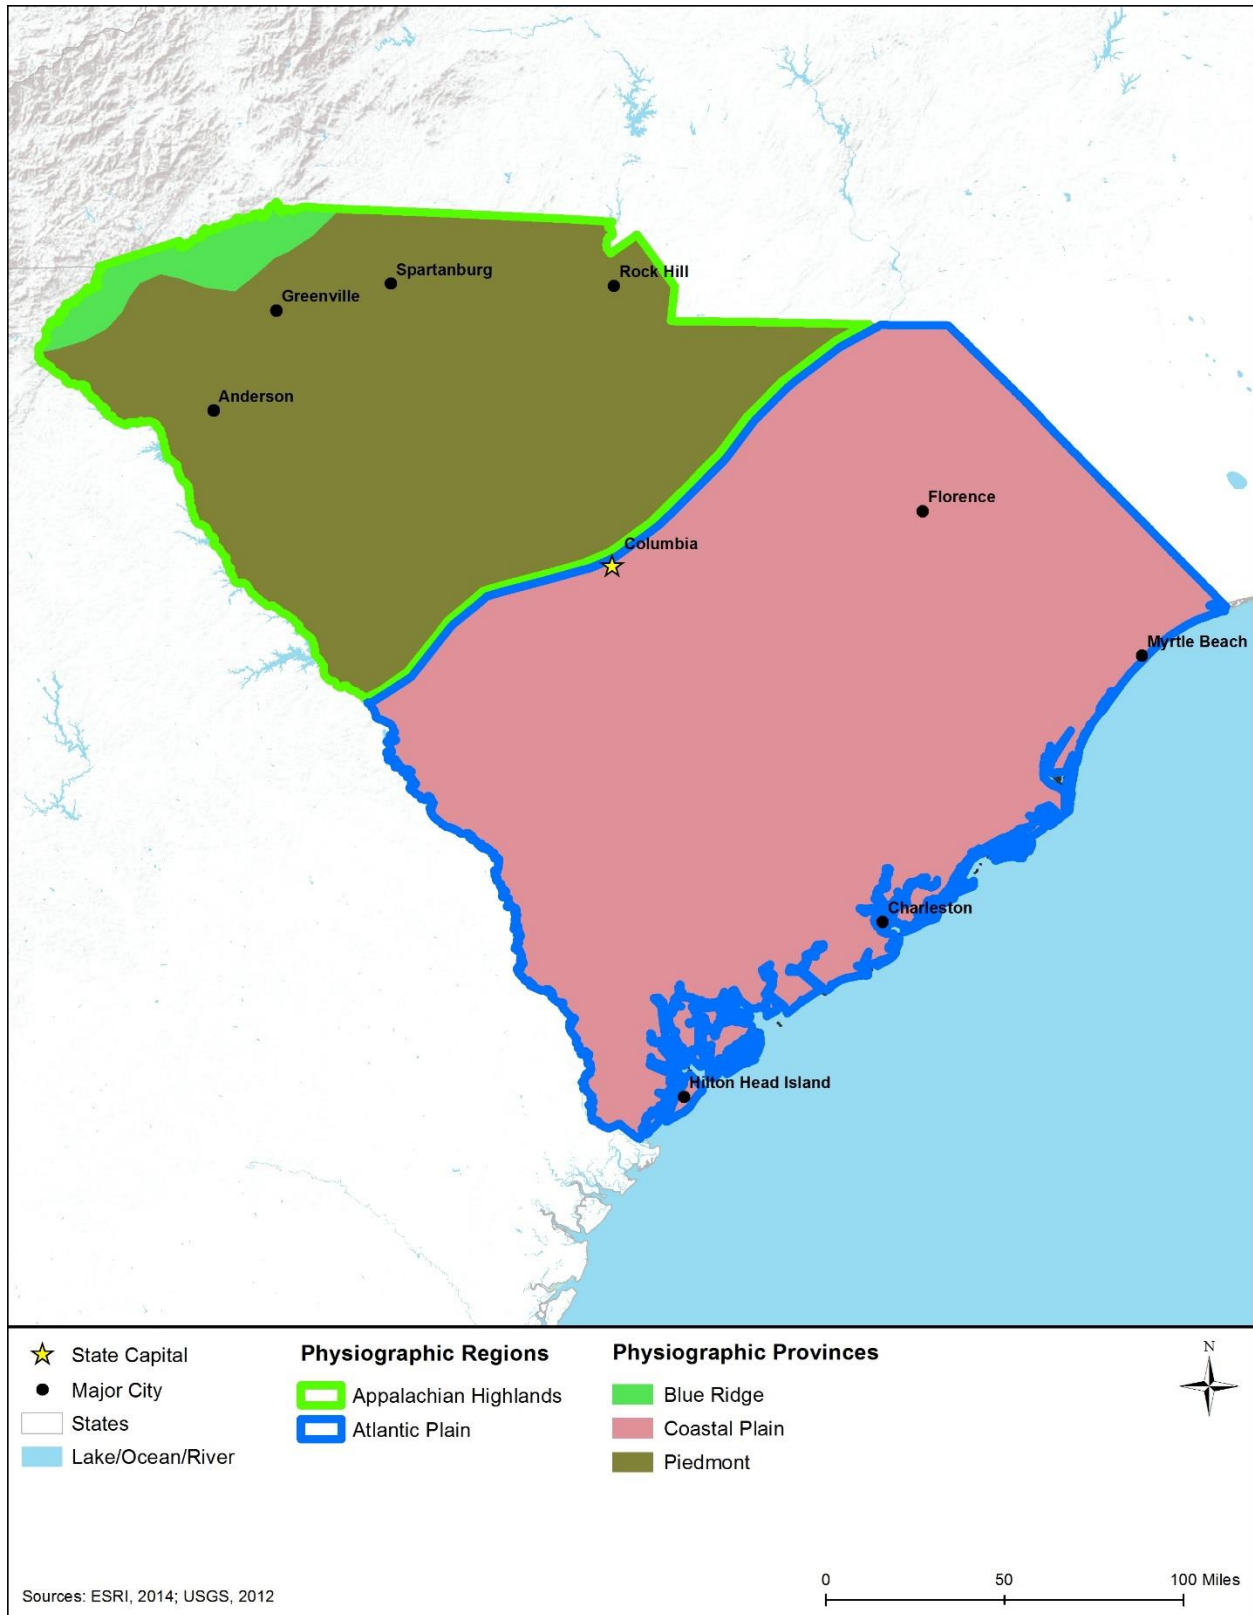 Spartanburg
Rock Hill
Greenville
Anderson
Florence
Columbia
Myrtle Beach
Charleston
Hilton Head Island
State Capital
Major City
States
Lake/Ocean/River
Physiographic Regions
Appalachian Highlands
Atlantic Plain
Physiographic Provinces
Blue Ridge
Coastal Plain
Piedmont
N
Sources: ESRI, 2014; USGS, 2012
0 50 100 Miles